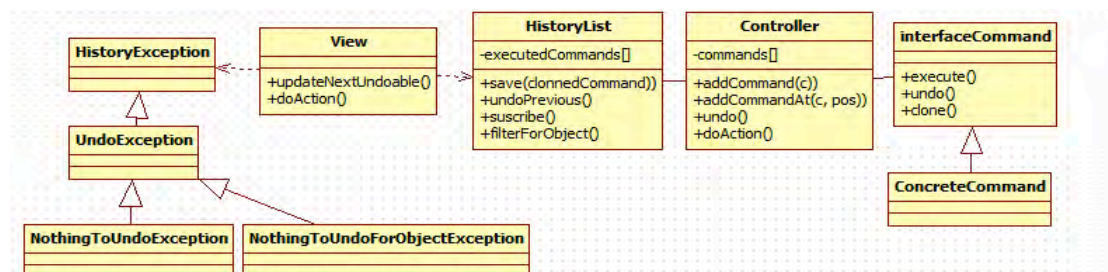 HistoryException
UndoException
NothingToUndoException
NothingToUndoForObjectException
View
+updateNextUndoable()
+doAction()
HistoryList
-executedCommands[]
+save(clonnedCommand))
+undoPrevious()
+suscribe()
+filterForObject()
Controller
-commands[]
+addCommand(c))
+addCommandAt(c, pos))
+undo()
+doAction()
interfaceCommand
+execute()
+undo()
+clone()
ConcreteCommand